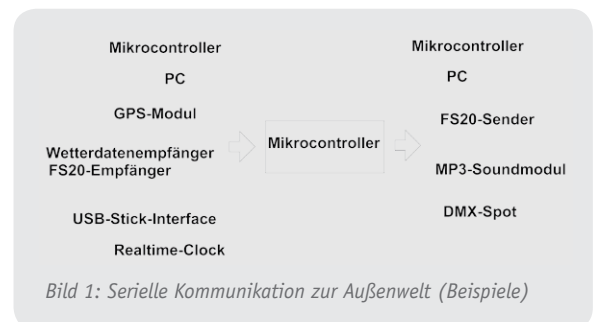 Mikrocontroller
PC
GPS-Modul
Wetterdatenempfänger
FS20-Empfänger
USB-Stick-Interface
Realtime-Clock
Mikrocontroller
Mikrocontroller
PC
FS20-Sender
MP3-Soundmodul
DMX-Spot
Bild 1: Serielle Kommunikation zur Außenwelt (Beispiele)